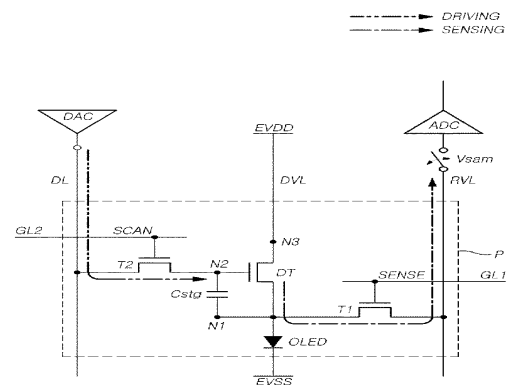 DRIVING
SENSING
DAC
EVDD
ADC
Vsam
DL
DVL
RVL
GL2
SCAN
N3
P
T2
N2
DT
SENSE
GL1
Cstg
T1
N1
OLED
EVSS